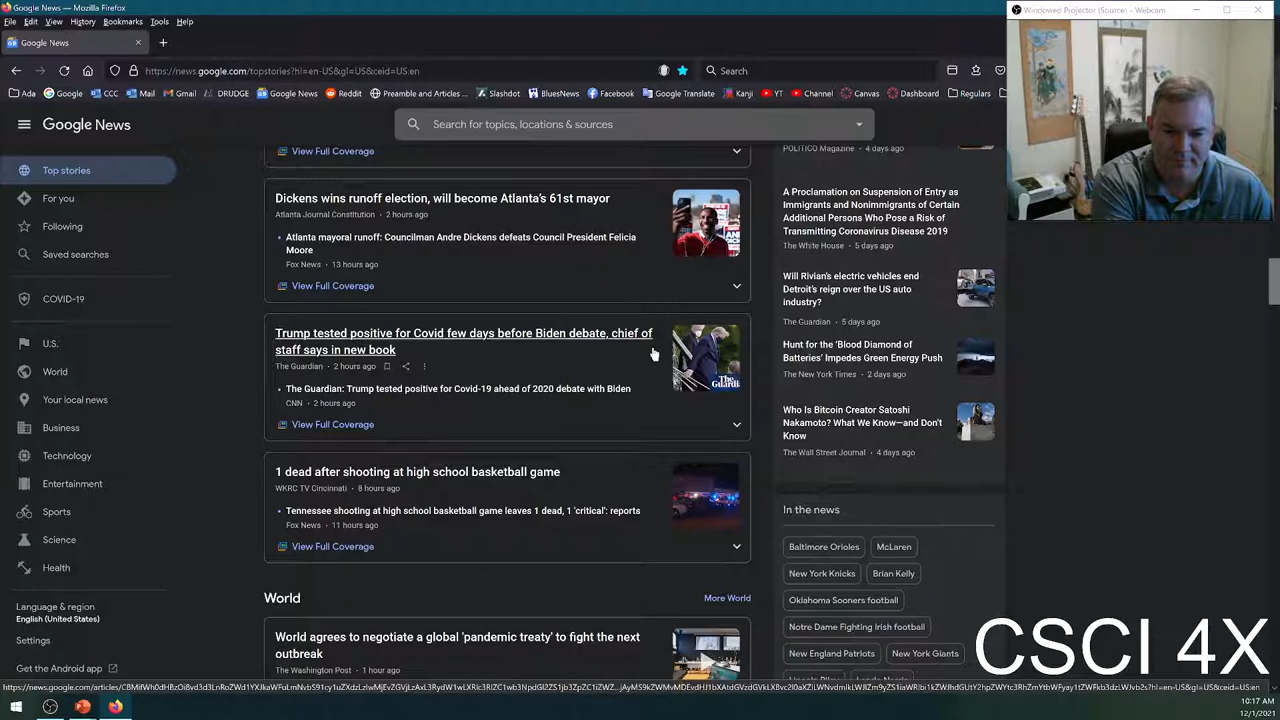 Google News — Mozilla Firefox
File Edit View History Bookmarks Tools Help
Google News
https://news.google.com/topstories?hl=en-US&gl=US&ceid=US:en
Search
Ada Google CCC Mail Gmail DRUDGE Google News Reddit Preamble and Articles ... Slashdot BluesNews Facebook Google Translate Kanji YT Channel Canvas Dashboard Regulars
Google News
Search for topics, locations & sources
Top stories
For you
Following
Saved searches
COVID-19
U.S.
World
Your local news
Business
Technology
Entertainment
Sports
Science
Health
Language & region
English (United States)
Settings
Get the Android app
View Full Coverage
Dickens wins runoff election, will become Atlanta's 61st mayor
Atlanta Journal Constitution • 2 hours ago
• Atlanta mayoral runoff: Councilman Andre Dickens defeats Council President Felicia
Moore
Fox News • 13 hours ago
View Full Coverage
Trump tested positive for Covid few days before Biden debate, chief of
staff says in new book
The Guardian • 2 hours ago
• The Guardian: Trump tested positive for Covid-19 ahead of 2020 debate with Biden
CNN • 2 hours ago
View Full Coverage
1 dead after shooting at high school basketball game
WKRC TV Cincinnati • 8 hours ago
• Tennessee shooting at high school basketball game leaves 1 dead, 1 'critical': reports
Fox News • 11 hours ago
View Full Coverage
World
More World
World agrees to negotiate a global 'pandemic treaty' to fight the next
outbreak
The Washington Post • 1 hour ago
POLITICO Magazine • 4 days ago
A Proclamation on Suspension of Entry as
Immigrants and Nonimmigrants of Certain
Additional Persons Who Pose a Risk of
Transmitting Coronavirus Disease 2019
The White House • 5 days ago
Will Rivian's electric vehicles end
Detroit's reign over the US auto
industry?
The Guardian • 5 days ago
Hunt for the 'Blood Diamond of
Batteries' Impedes Green Energy Push
The New York Times • 2 days ago
Who Is Bitcoin Creator Satoshi
Nakamoto? What We Know—and Don't
Know
The Wall Street Journal • 4 days ago
In the news
Baltimore Orioles
McLaren
New York Knicks
Brian Kelly
Oklahoma Sooners football
Notre Dame Fighting Irish football
New England Patriots
New York Giants
Windowed Projector (Source) - Webcam
CSCI 4X
10:17 AM
12/1/2021